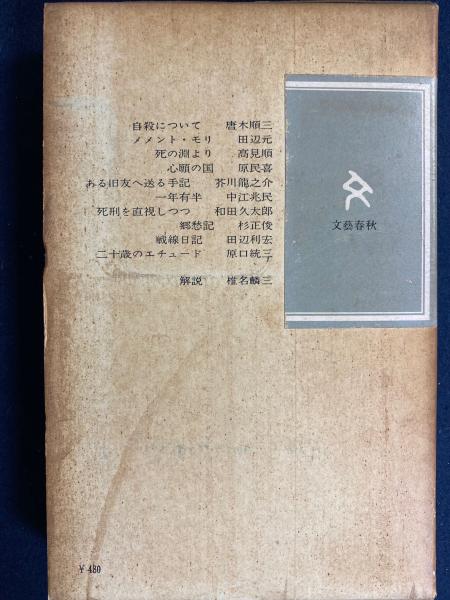 自殺について 唐木順三
メメント・モリ 田辺元
死の淵より 高見順
心願の国 原民喜
ある旧友へ送る手記 芥川龍之介
一年有半 中江兆民
死刑を直視しつつ 和田久太郎
郷愁記 杉正俊
戦線日記 田辺利宏
二十歳のエチュード 原口統三
解説 椎名麟三
文藝春秋
¥480